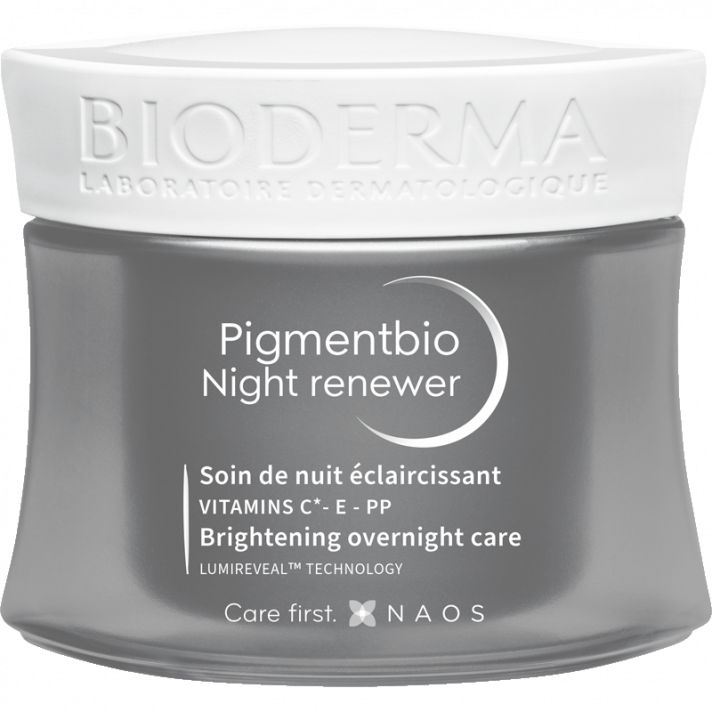 BIODERMA
LABORATOIRE DERMATOLOGIQUE
Pigmentbio
Night renewer
Soin de nuit éclaircissant
VITAMINS C* - E - PP
Brightening overnight care
LUMIREVEAL™ TECHNOLOGY
Care first. NAOS